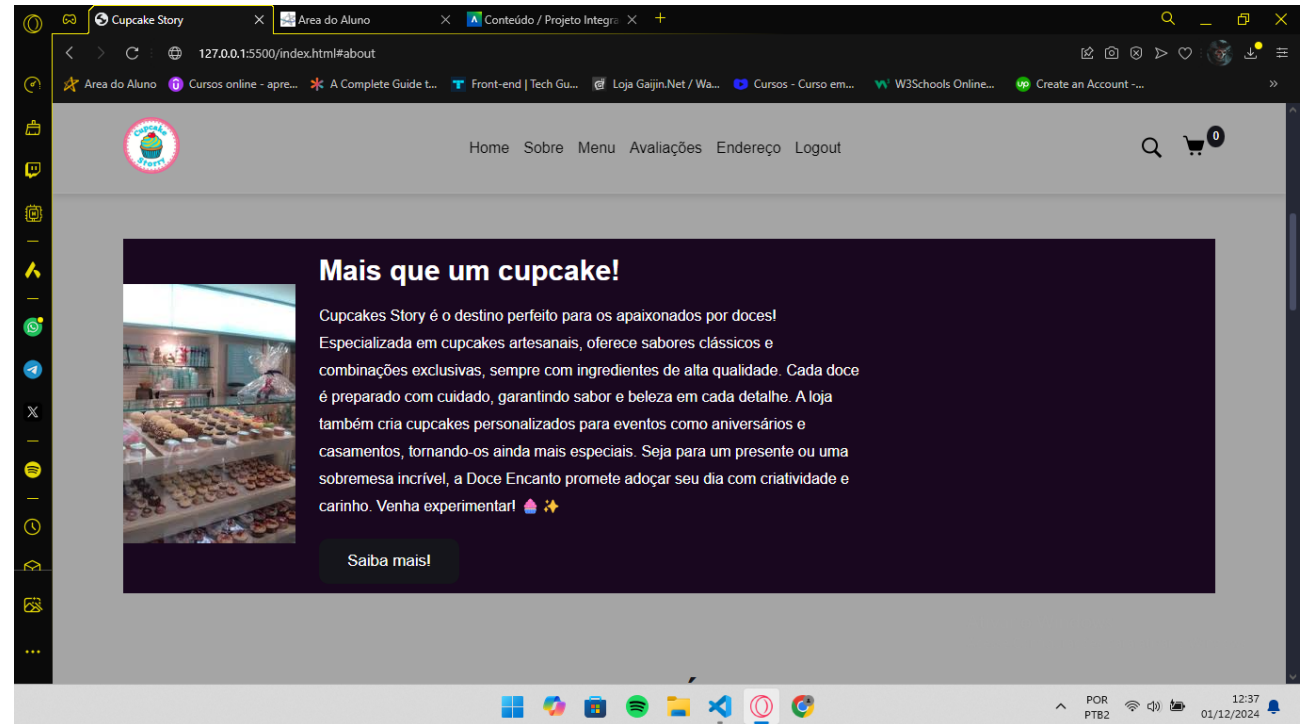 Cupcake Story
Area do Aluno
Conteúdo / Projeto Integra
127.0.0.1:5500/index.html#about
Area do Aluno
Cursos online - apre...
A Complete Guide t...
Front-end | Tech Gu...
Loja Gaijin.Net / Wa...
Cursos - Curso em...
W3Schools Online...
Create an Account -...
Cupcake
Storry
Home Sobre Menu Avaliações Endereço Logout
0
Mais que um cupcake!
Cupcakes Story é o destino perfeito para os apaixonados por doces!
Especializada em cupcakes artesanais, oferece sabores clássicos e
combinações exclusivas, sempre com ingredientes de alta qualidade. Cada doce
é preparado com cuidado, garantindo sabor e beleza em cada detalhe. A loja
também cria cupcakes personalizados para eventos como aniversários e
casamentos, tornando-os ainda mais especiais. Seja para um presente ou uma
sobremesa incrível, a Doce Encanto promete adoçar seu dia com criatividade e
carinho. Venha experimentar! 🧁 ✨
Saiba mais!
POR
PTB2
12:37
01/12/2024